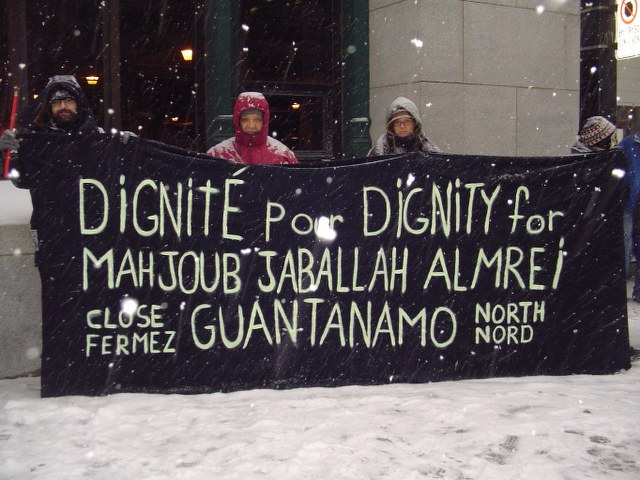 DiGNiTÉ pour DiGNiTY for
MAHJOUB JABALLAH ALMREi
CLOSE FERMEZ GUANTANAMO NORTH NORD